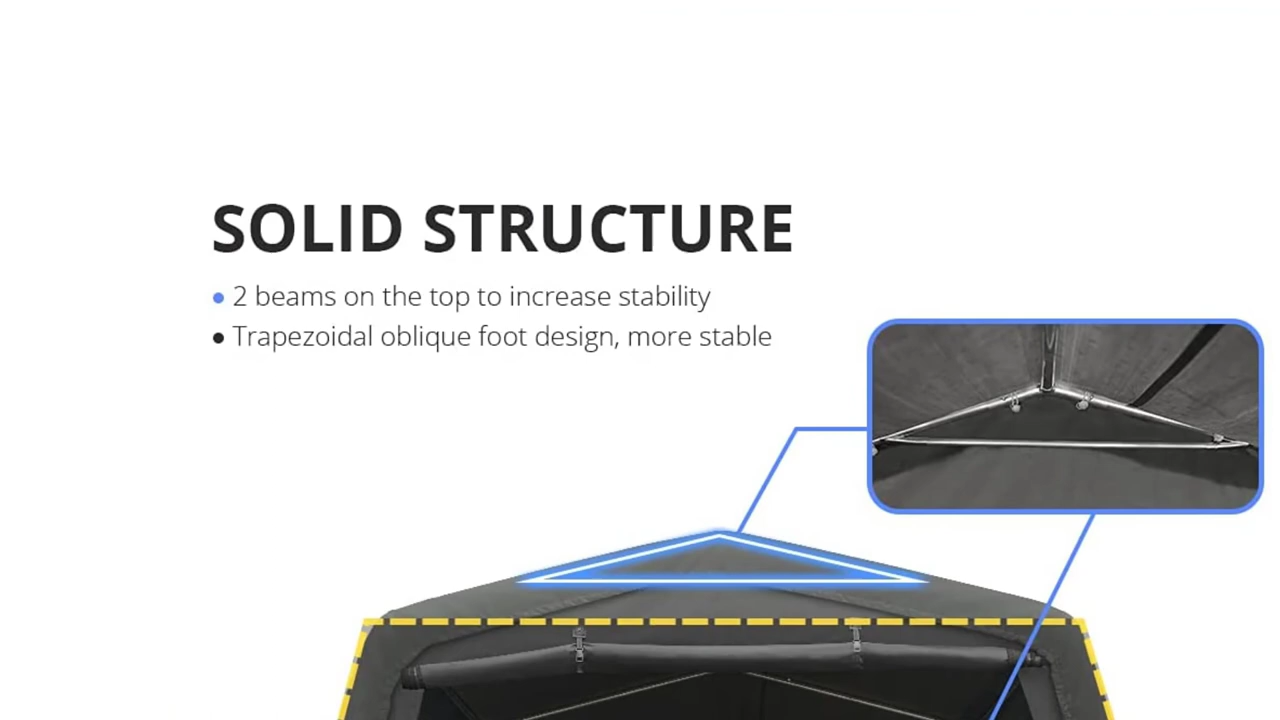 SOLID STRUCTURE
• 2 beams on the top to increase stability
• Trapezoidal oblique foot design, more stable